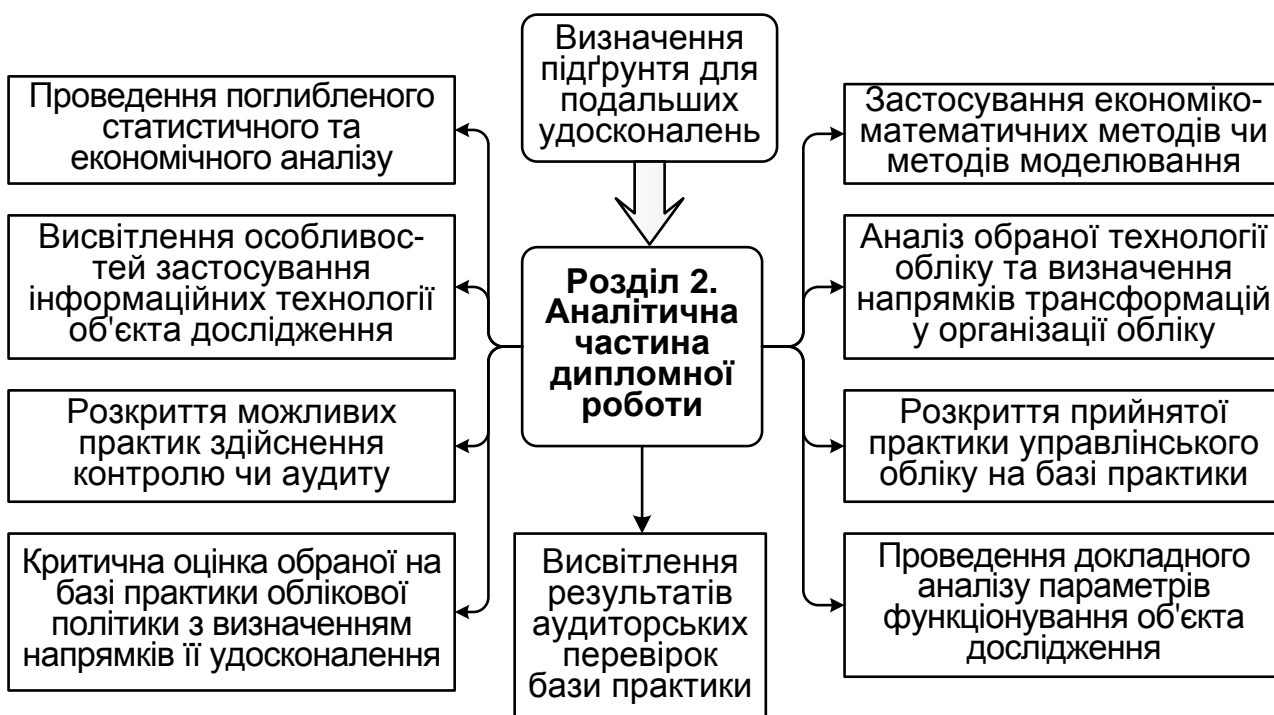 Визначення
підґрунтя для
подальших
удосконалень
Проведення поглибленого
статистичного та
економічного аналізу
Висвітлення особливос-
тей застосування
інформаційних технології
об'єкта дослідження
Розкриття можливих
практик здійснення
контролю чи аудиту
Критична оцінка обраної на
базі практики облікової
політики з визначенням
напрямків її удосконалення
Розділ 2.
Аналітична
частина
дипломної
роботи
Висвітлення
результатів
аудиторських
перевірок
бази практики
Застосування економіко-
математичних методів чи
методів моделювання
Аналіз обраної технології
обліку та визначення
напрямків трансформацій
у організації обліку
Розкриття прийнятої
практики управлінського
обліку на базі практики
Проведення докладного
аналізу параметрів
функціонування об'єкта
дослідження